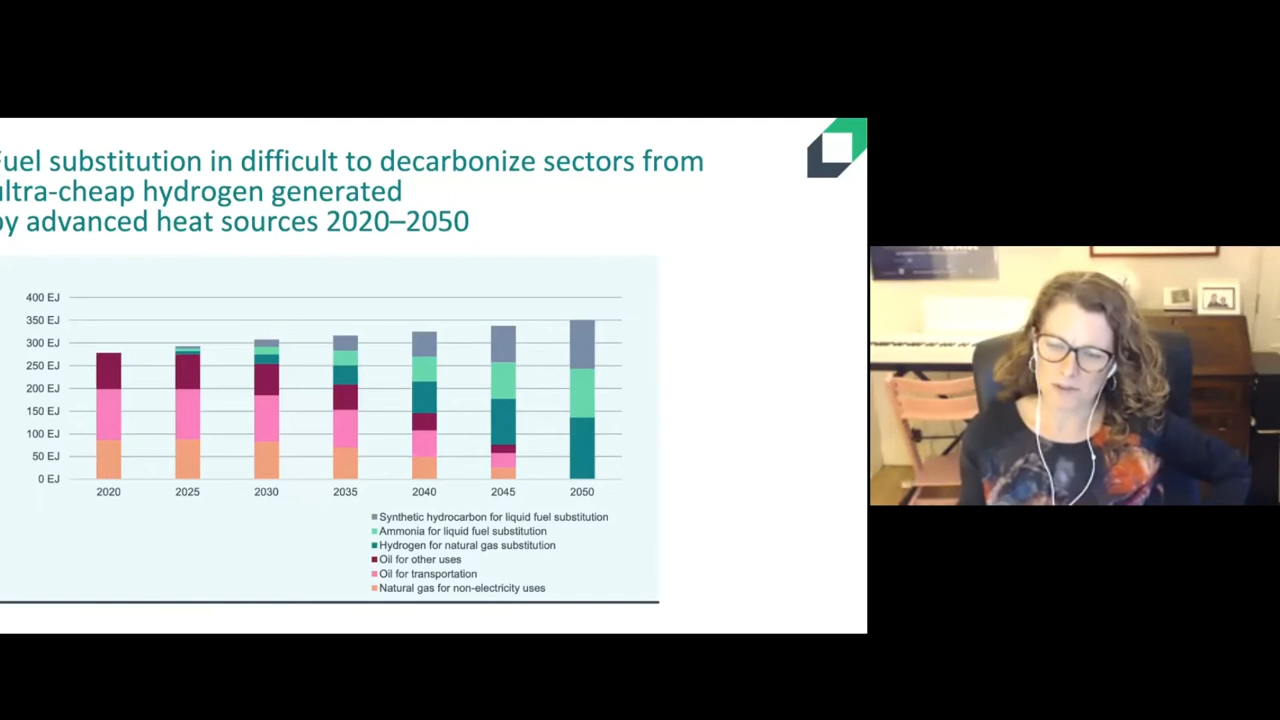 uel substitution in difficult to decarbonize sectors from
ultra-cheap hydrogen generated
by advanced heat sources 2020–2050
400 EJ
350 EJ
300 EJ
250 EJ
200 EJ
150 EJ
100 EJ
50 EJ
0 EJ
2020 2025 2030 2035 2040 2045 2050
Synthetic hydrocarbon for liquid fuel substitution
Ammonia for liquid fuel substitution
Hydrogen for natural gas substitution
Oil for other uses
Oil for transportation
Natural gas for non-electricity uses